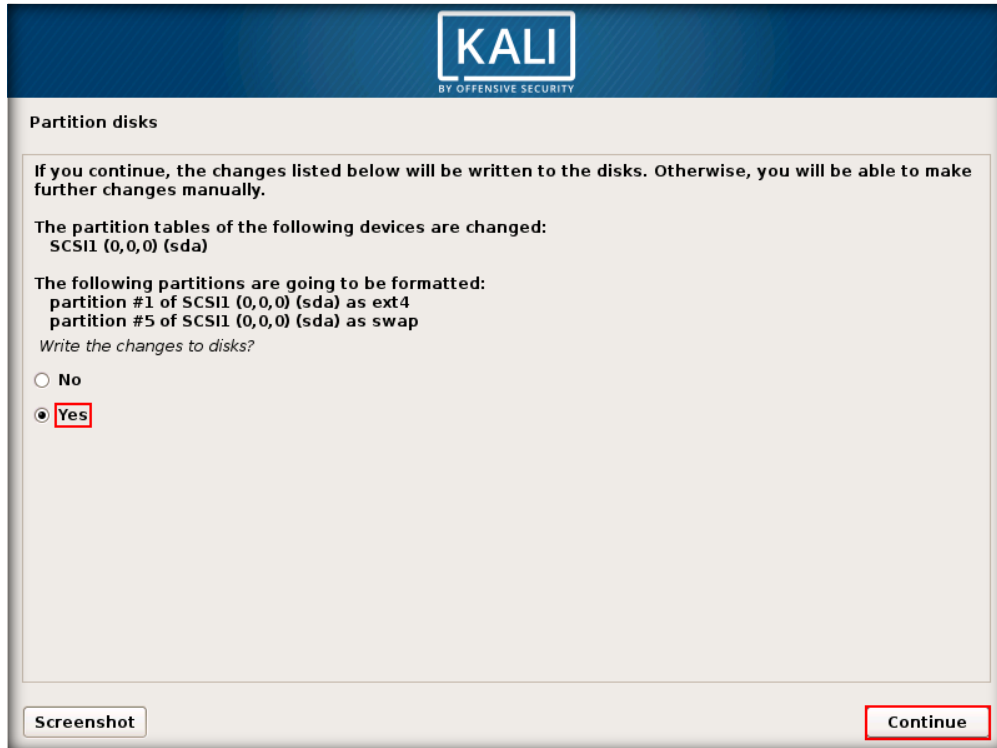 KALI
BY OFFENSIVE SECURITY
Partition disks
If you continue, the changes listed below will be written to the disks. Otherwise, you will be able to make
further changes manually.
The partition tables of the following devices are changed:
SCSI1 (0,0,0) (sda)
The following partitions are going to be formatted:
partition #1 of SCSI1 (0,0,0) (sda) as ext4
partition #5 of SCSI1 (0,0,0) (sda) as swap
Write the changes to disks?
No
Yes
Screenshot
Continue